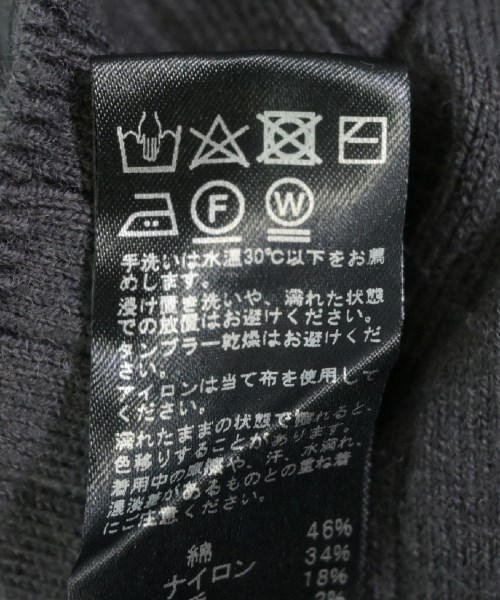 F
W
手洗いは水温30℃以下をお薦
めします。
浸け置き洗いや、濡れた状態
での放置はお避けください。
タンブラー乾燥はお避けくだ
さい。
アイロンは当て布を使用して
ください。
濡れたままの状態で擦れると、
色移りすることがあります。
着用中の摩擦や、汗、水濡れ、
濃淡差があるものとの重ね着
にご注意ください。
46%
綿 34%
ナイロン 18%
2%